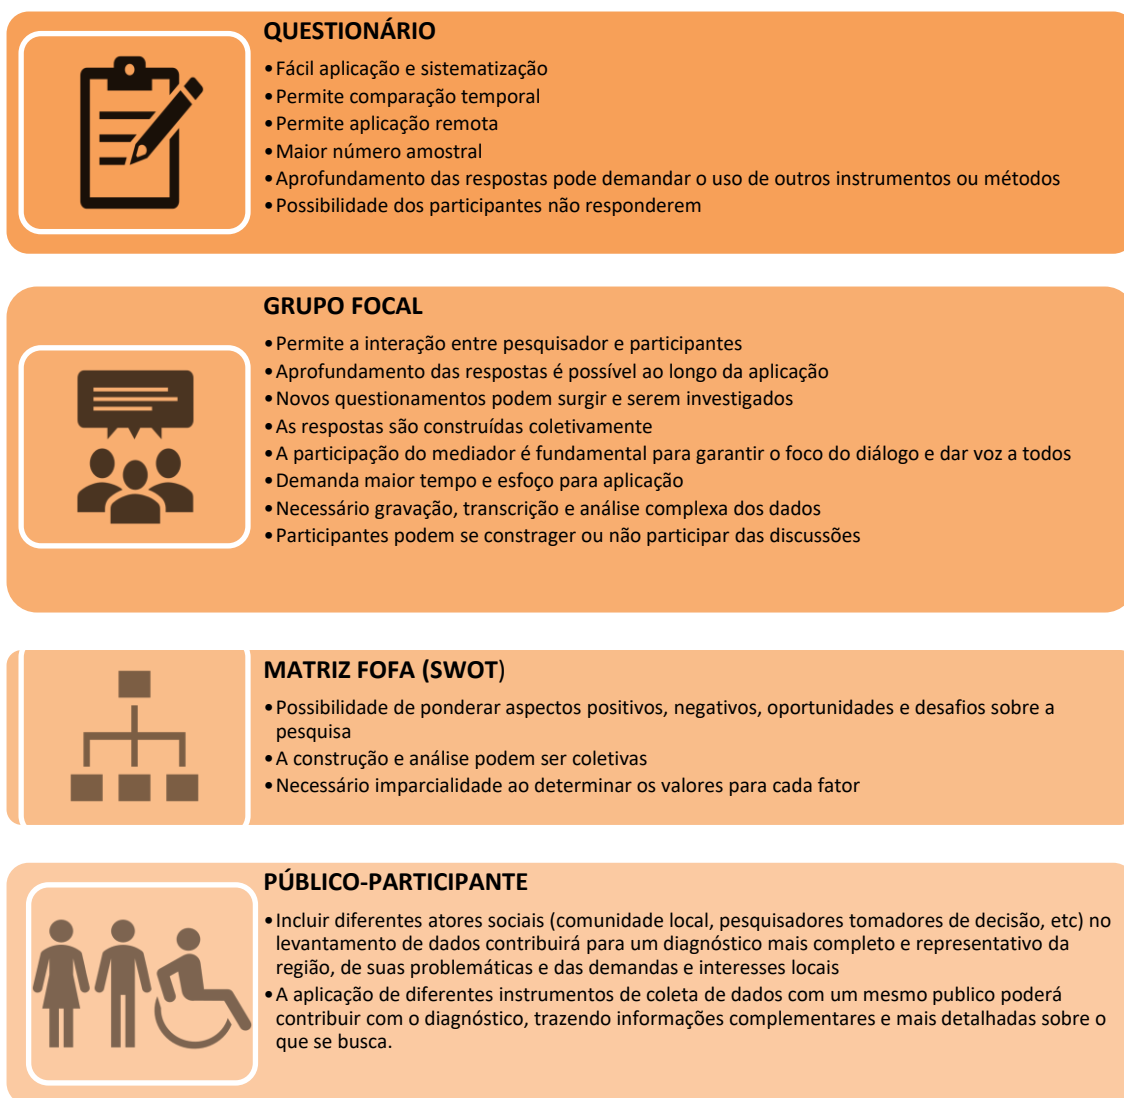 QUESTIONÁRIO
•Fácil aplicação e sistematização
•Permite comparação temporal
•Permite aplicação remota
•Maior número amostral
•Aprofundamento das respostas pode demandar o uso de outros instrumentos ou métodos
•Possibilidade dos participantes não responderem
GRUPO FOCAL
•Permite a interação entre pesquisador e participantes
•Aprofundamento das respostas é possível ao longo da aplicação
•Novos questionamentos podem surgir e serem investigados
•As respostas são construídas coletivamente
•A participação do mediador é fundamental para garantir o foco do diálogo e dar voz a todos
•Demanda maior tempo e esfoço para aplicação
•Necessário gravação, transcrição e análise complexa dos dados
•Participantes podem se constrager ou não participar das discussões
MATRIZ FOFA (SWOT)
•Possibilidade de ponderar aspectos positivos, negativos, oportunidades e desafios sobre a
pesquisa
•A construção e análise podem ser coletivas
•Necessário imparcialidade ao determinar os valores para cada fator
PÚBLICO-PARTICIPANTE
•Incluir diferentes atores sociais (comunidade local, pesquisadores tomadores de decisão, etc) no
levantamento de dados contribuirá para um diagnóstico mais completo e representativo da
região, de suas problemáticas e das demandas e interesses locais
•A aplicação de diferentes instrumentos de coleta de dados com um mesmo publico poderá
contribuir com o diagnóstico, trazendo informações complementares e mais detalhadas sobre o
que se busca.